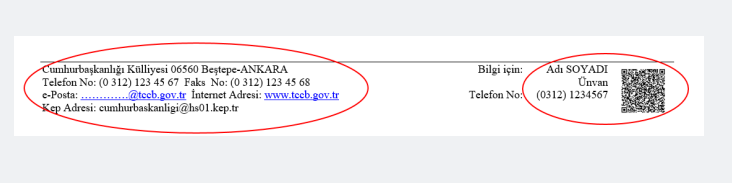 Cumhurbaşkanlığı Külliyesi 06560 Beştepe-ANKARA
Telefon No: (0 312) 123 45 67 Faks No: (0 312) 123 45 68
e-Posta: .............@tccb.gov.tr İnternet Adresi: www.tccb.gov.tr
Kep Adresi: cumhurbaskanligi@hs01.kep.tr
Bilgi için: Adı SOYADI
Ünvan
Telefon No: (0312) 1234567